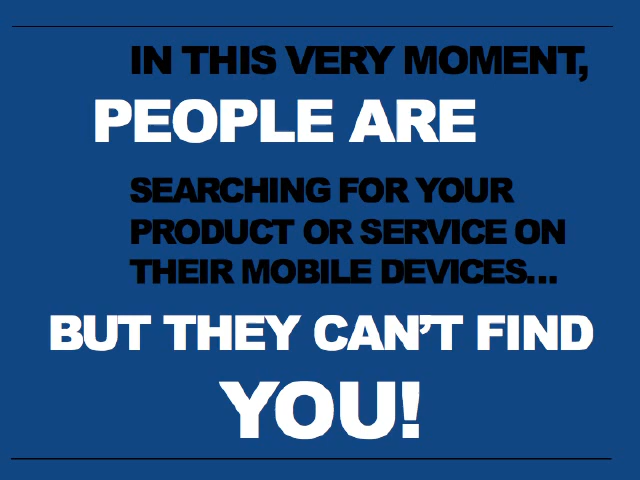 IN THIS VERY MOMENT,
PEOPLE ARE
SEARCHING FOR YOUR
PRODUCT OR SERVICE ON
THEIR MOBILE DEVICES...
BUT THEY CAN’T FIND
YOU!